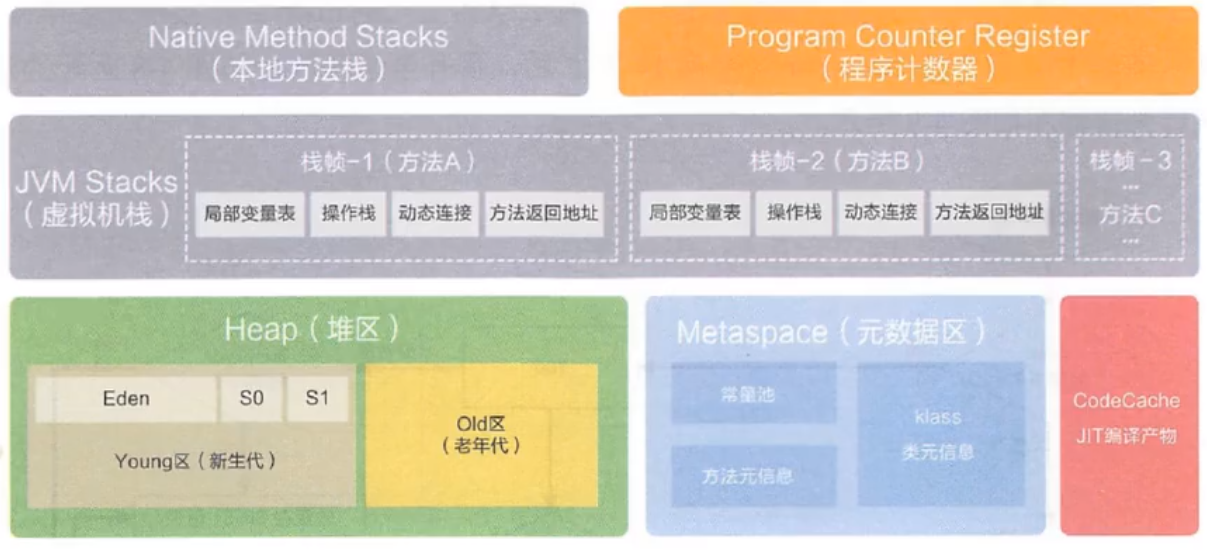 Native Method Stacks
（本地方法栈）
Program Counter Register
（程序计数器）
JVM Stacks
（虚拟机栈）
栈帧-1（方法A）
局部变量表
操作栈
动态连接
方法返回地址
栈帧-2（方法B）
局部变量表
操作栈
动态连接
方法返回地址
栈帧-3
...
方法C
...
Heap（堆区）
Eden
S0
S1
Young区（新生代）
Old区
（老年代）
Metaspace（元数据区）
常量池
方法元信息
klass
类元信息
CodeCache
JIT编译产物